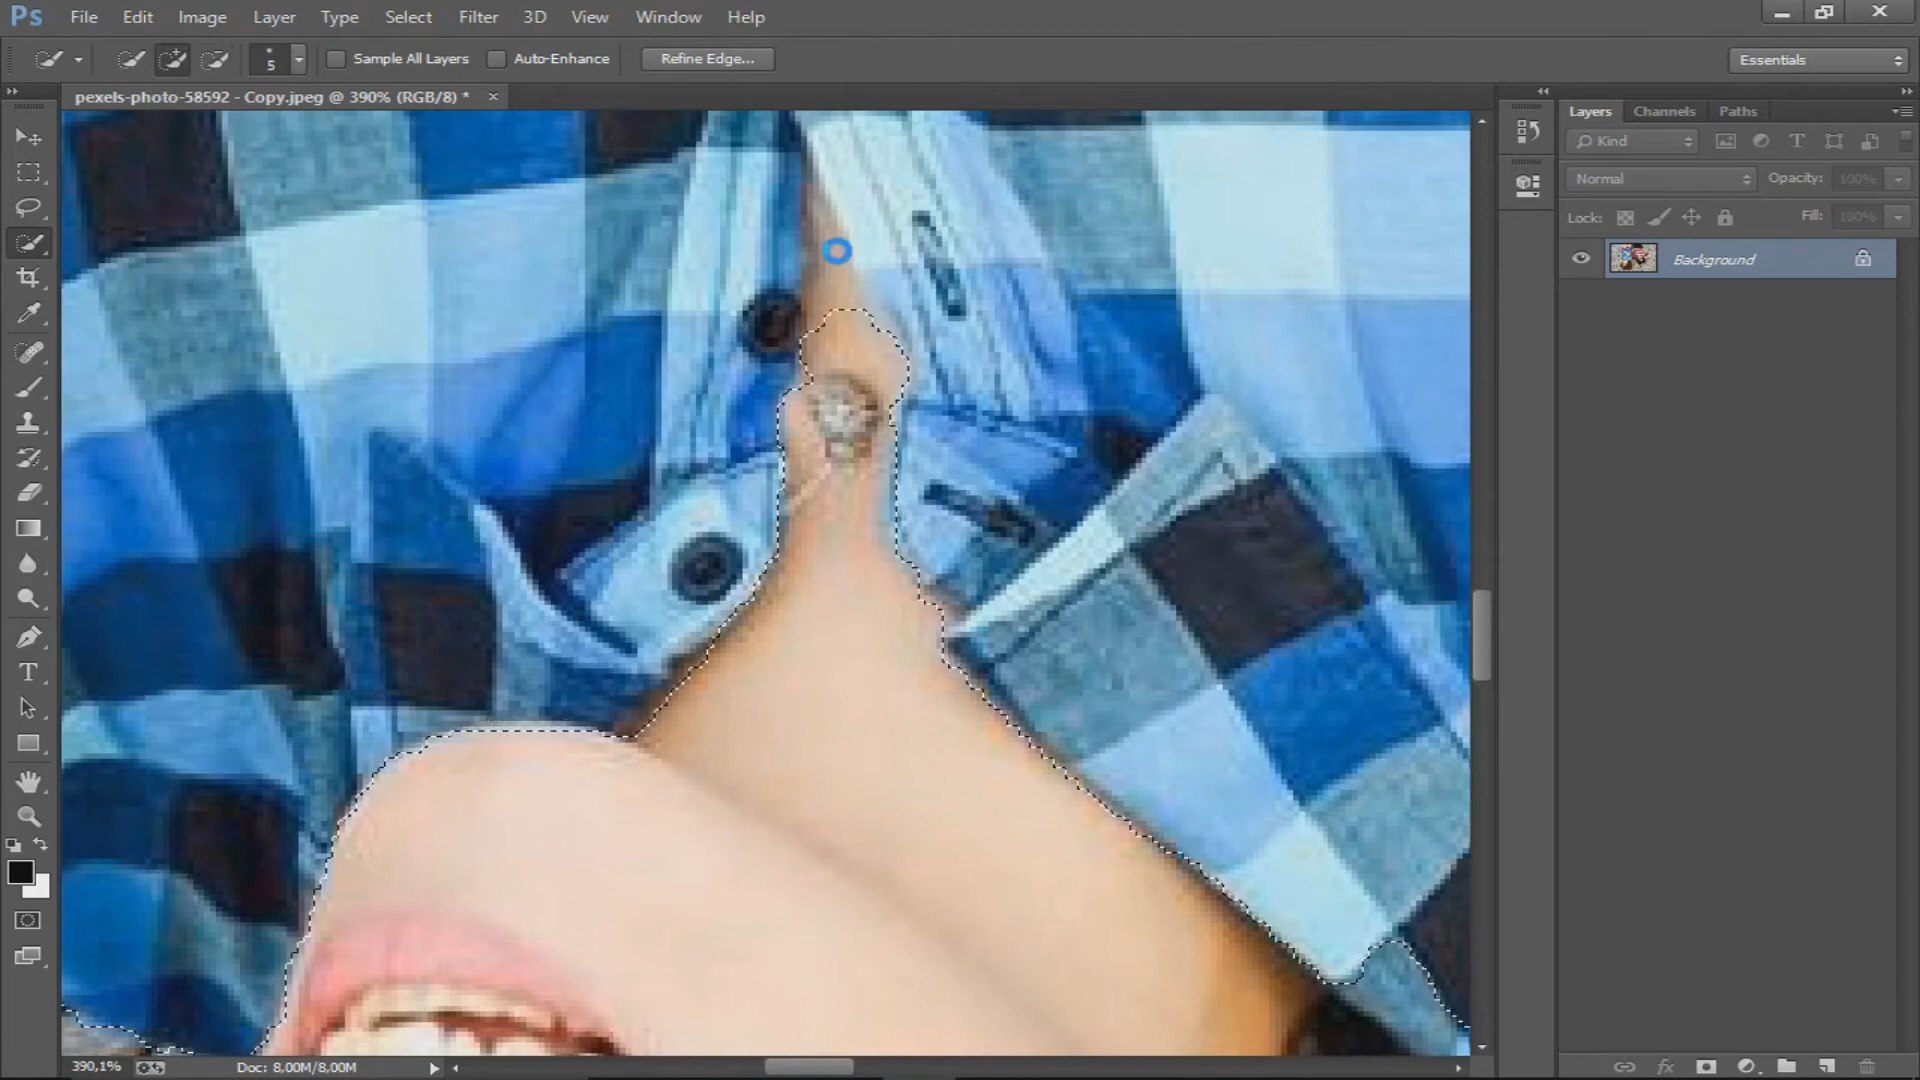 Ps File Edit Image Layer Type Select Filter 3D View Window Help
5 Sample All Layers Auto-Enhance Refine Edge... Essentials
pexels-photo-58592 - Copy.jpeg @ 390% (RGB/8) * ×
Layers Channels Paths
Kind
Normal Opacity: 100%
Lock: Fill: 100%
Background
390,1% Doc: 8,00M/8,00M